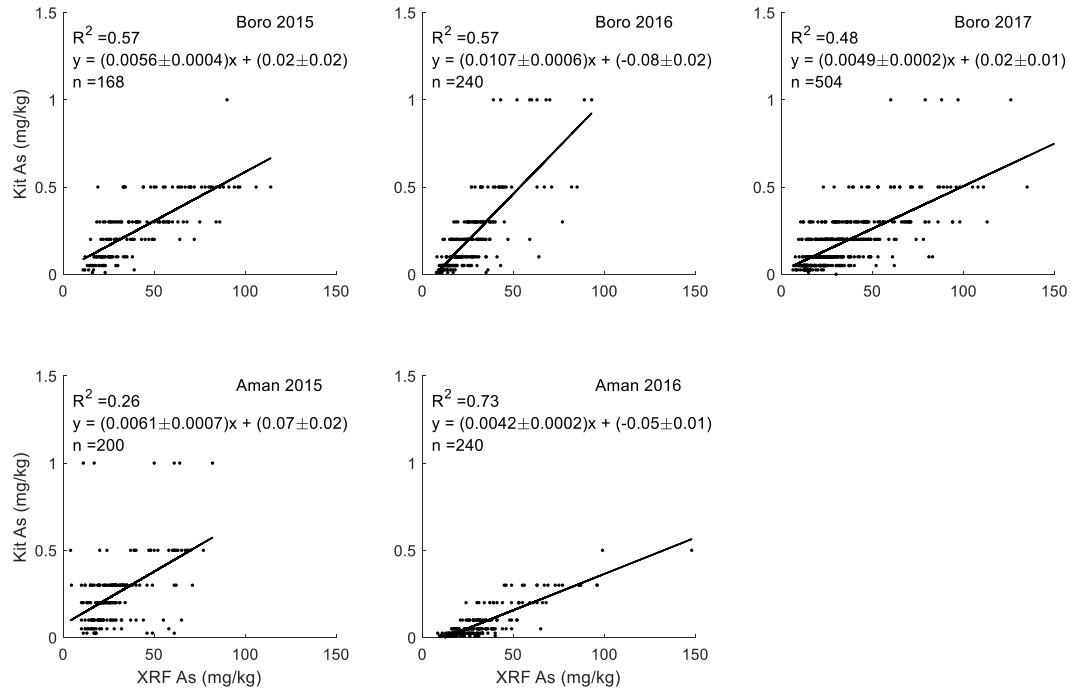 Boro 2015
R2 =0.57
y = (0.0056±0.0004)x + (0.02±0.02)
n =168
1.5
1
0.5
0
Kit As (mg/kg)
0 50 100 150
Boro 2016
R2 =0.57
y = (0.0107±0.0006)x + (-0.08±0.02)
n =240
1.5
1
0.5
0
0 50 100 150
Boro 2017
R2 =0.48
y = (0.0049±0.0002)x + (0.02±0.01)
n =504
1.5
1
0.5
0
0 50 100 150
Aman 2015
R2 =0.26
y = (0.0061±0.0007)x + (0.07±0.02)
n =200
1.5
1
0.5
0
Kit As (mg/kg)
0 50 100 150
XRF As (mg/kg)
Aman 2016
R2 =0.73
y = (0.0042±0.0002)x + (-0.05±0.01)
n =240
1.5
1
0.5
0
0 50 100 150
XRF As (mg/kg)